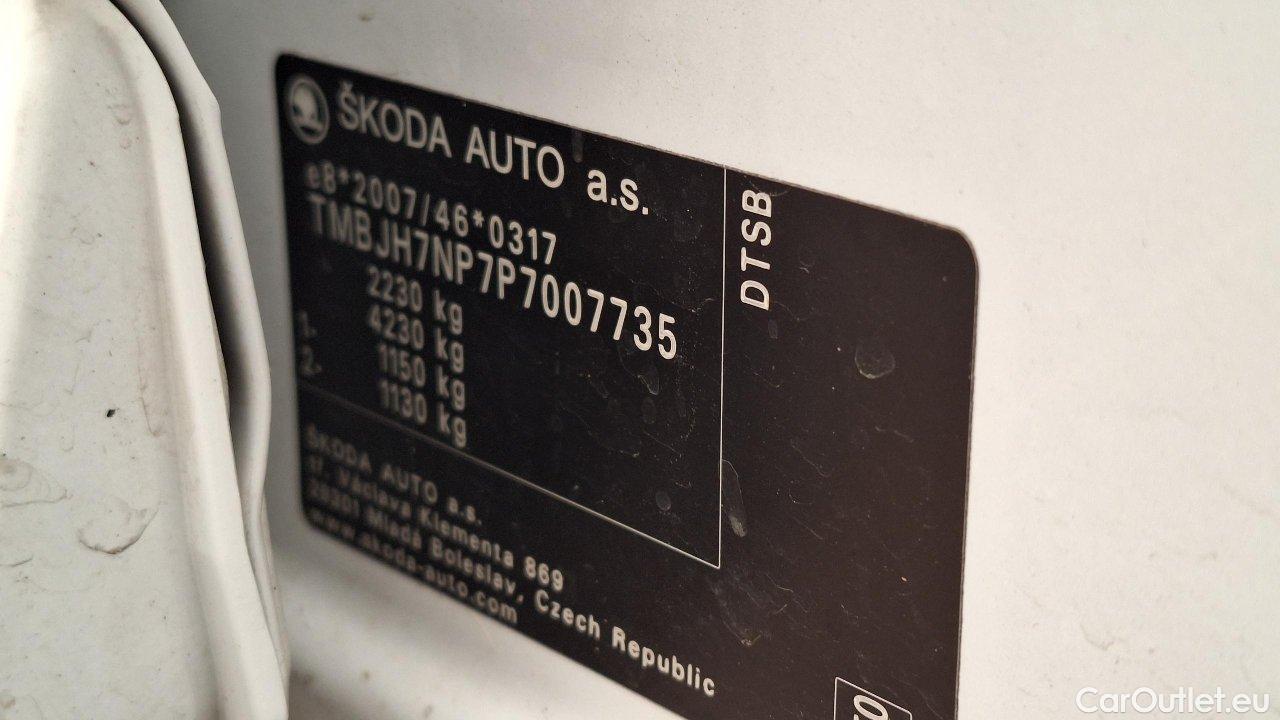 ŠKODA AUTO a.s.
e8*2007/46*0317
TMBJH7NP7P7007735
2230 kg
4230 kg
1- 1150 kg
2- 1130 kg
ŠKODA AUTO a.s.
tř. Václava Klementa 869
29301 Mladá Boleslav, Czech Republic
www.skoda-auto.com
DTSB
CarOutlet.eu